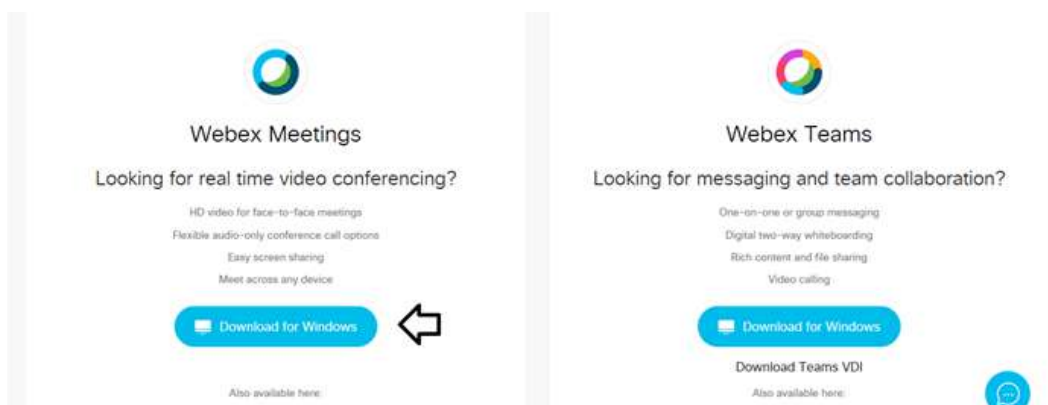 Webex Meetings
Looking for real time video conferencing?
HD video for face-to-face meetings
Flexible audio-only conference call options
Easy screen sharing
Meet across any device
Download for Windows
Also available here:
Webex Teams
Looking for messaging and team collaboration?
One-on-one or group messaging
Digital two-way whiteboarding
Rich content and file sharing
Video calling
Download for Windows
Download Teams VDI
Also available here: